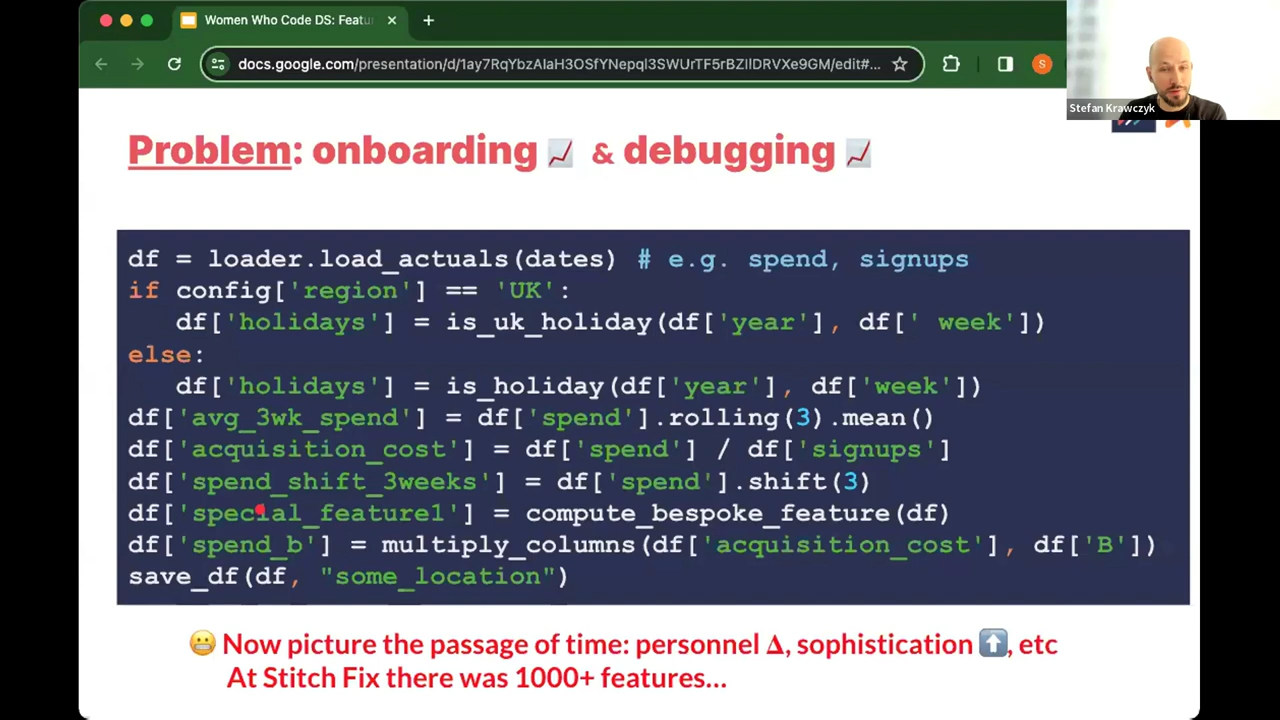 Women Who Code DS: Featu
docs.google.com/presentation/d/1ay7RqYbzAIaH3OSfYNepql3SWUrTF5rBZIlDRVXe9GM/edit#...
S
Stefan Krawczyk
Problem: onboarding 📈 & debugging 📈
df = loader.load_actuals(dates) # e.g. spend, signups
if config['region'] == 'UK':
df['holidays'] = is_uk_holiday(df['year'], df[' week'])
else:
df['holidays'] = is_holiday(df['year'], df['week'])
df['avg_3wk_spend'] = df['spend'].rolling(3).mean()
df['acquisition_cost'] = df['spend'] / df['signups']
df['spend_shift_3weeks'] = df['spend'].shift(3)
df['special_feature1'] = compute_bespoke_feature(df)
df['spend_b'] = multiply_columns(df['acquisition_cost'], df['B'])
save_df(df, "some_location")
😬 Now picture the passage of time: personnel Δ, sophistication ⬆️, etc
At Stitch Fix there was 1000+ features...